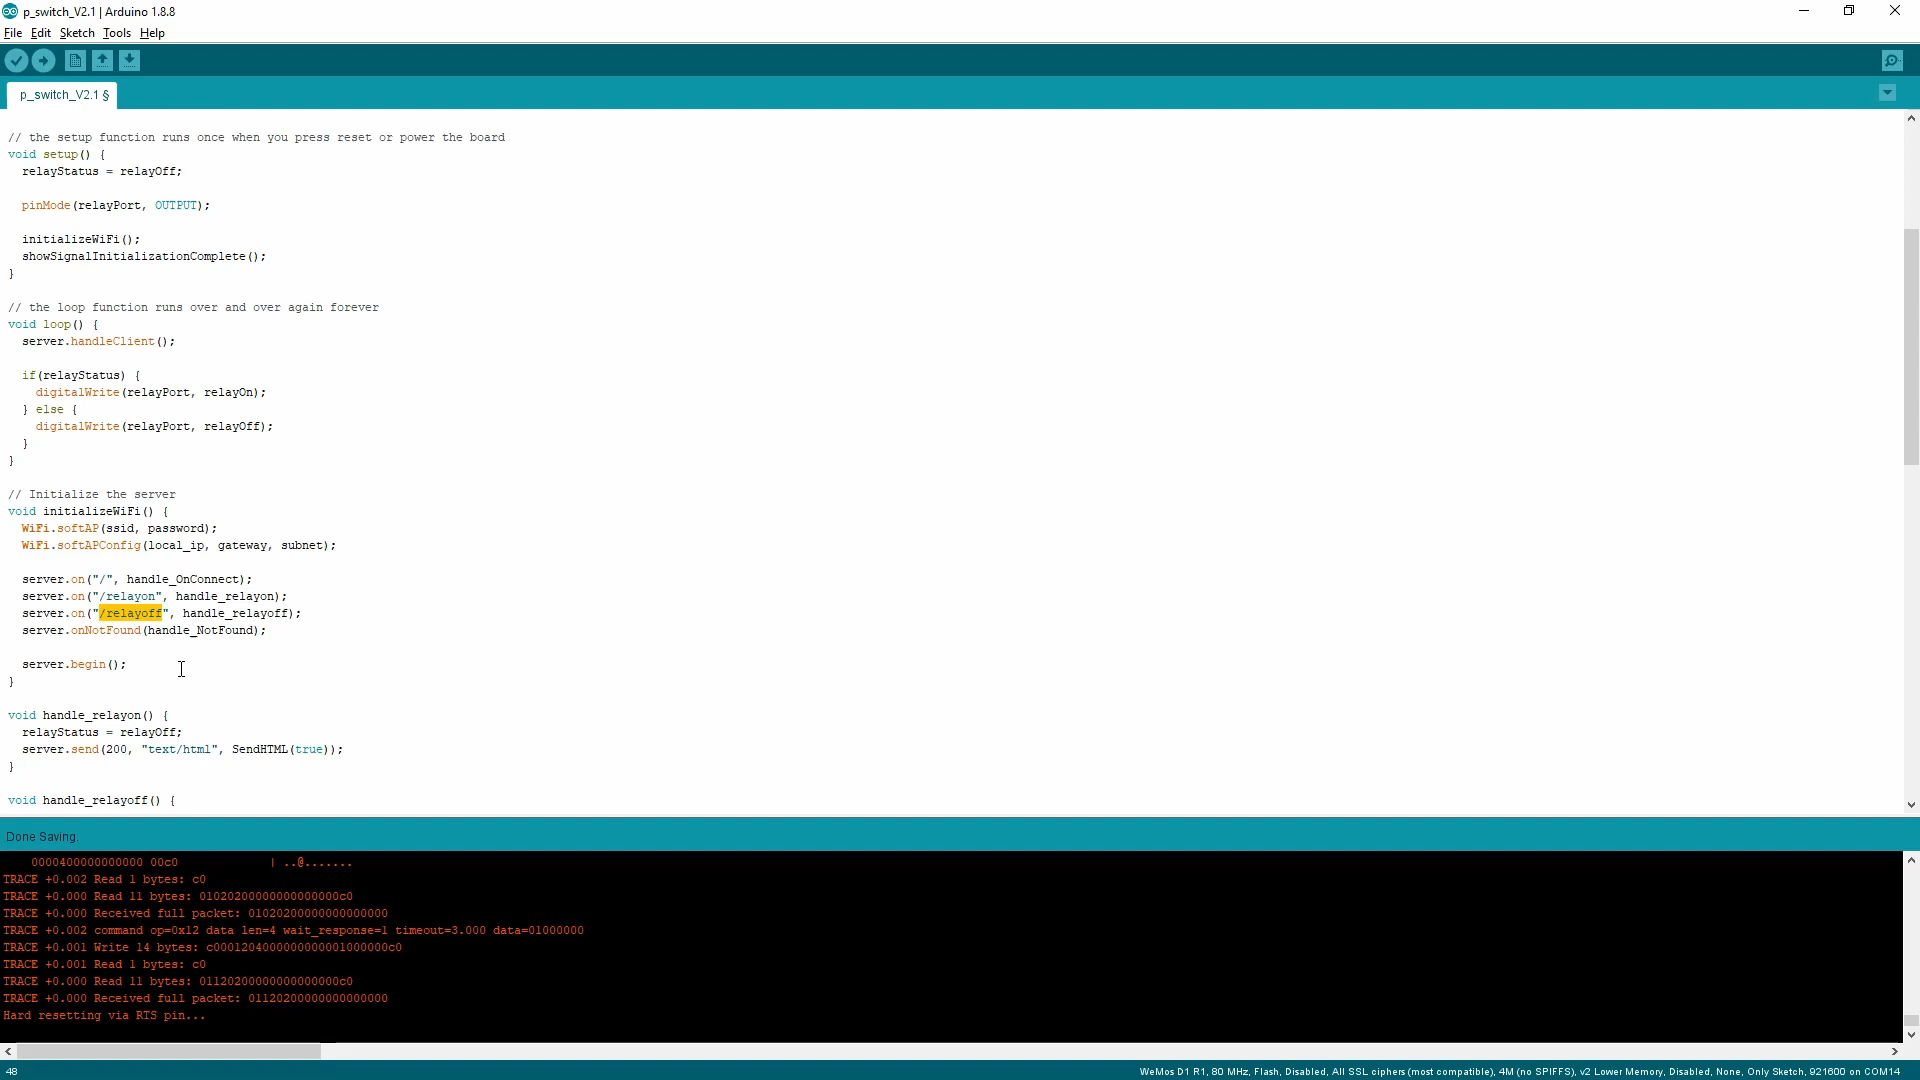 p_switch_V2.1 | Arduino 1.8.8
File Edit Sketch Tools Help
p_switch_V2.1 §
// the setup function runs once when you press reset or power the board
void setup() {
  relayStatus = relayOff;
  pinMode(relayPort, OUTPUT);
  initializeWiFi();
  showSignalInitializationComplete();
}
// the loop function runs over and over again forever
void loop() {
  server.handleClient();
  if(relayStatus) {
    digitalWrite(relayPort, relayOn);
  } else {
    digitalWrite(relayPort, relayOff);
  }
}
// Initialize the server
void initializeWiFi() {
  WiFi.softAP(ssid, password);
  WiFi.softAPConfig(local_ip, gateway, subnet);
  server.on("/", handle_OnConnect);
  server.on("/relayon", handle_relayon);
  server.on("/relayoff", handle_relayoff);
  server.onNotFound(handle_NotFound);
  server.begin();
}
void handle_relayon() {
  relayStatus = relayOff;
  server.send(200, "text/html", SendHTML(true));
}
void handle_relayoff() {
Done Saving.
0000400000000000 00c0 | ..@.......
TRACE +0.002 Read 1 bytes: c0
TRACE +0.000 Read 11 bytes: 01020200000000000000c0
TRACE +0.000 Received full packet: 01020200000000000000
TRACE +0.002 command op=0x12 data len=4 wait_response=1 timeout=3.000 data=01000000
TRACE +0.001 Write 14 bytes: c0001204000000000001000000c0
TRACE +0.001 Read 1 bytes: c0
TRACE +0.000 Read 11 bytes: 01120200000000000000c0
TRACE +0.000 Received full packet: 01120200000000000000
Hard resetting via RTS pin...
48
WeMos D1 R1, 80 MHz, Flash, Disabled, All SSL ciphers (most compatible), 4M (no SPIFFS), v2 Lower Memory, Disabled, None, Only Sketch, 921600 on COM14